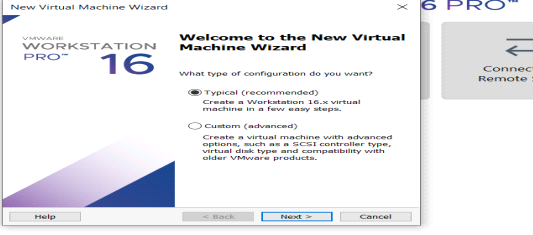 New Virtual Machine Wizard
6 PRO™
VMWARE
WORKSTATION
PRO™ 16
Welcome to the New Virtual
Machine Wizard
What type of configuration do you want?
Typical (recommended)
Create a Workstation 16.x virtual
machine in a few easy steps.
Custom (advanced)
Create a virtual machine with advanced
options, such as a SCSI controller type,
virtual disk type and compatibility with
older VMware products.
Help
< Back
Next >
Cancel
Connec
Remote S